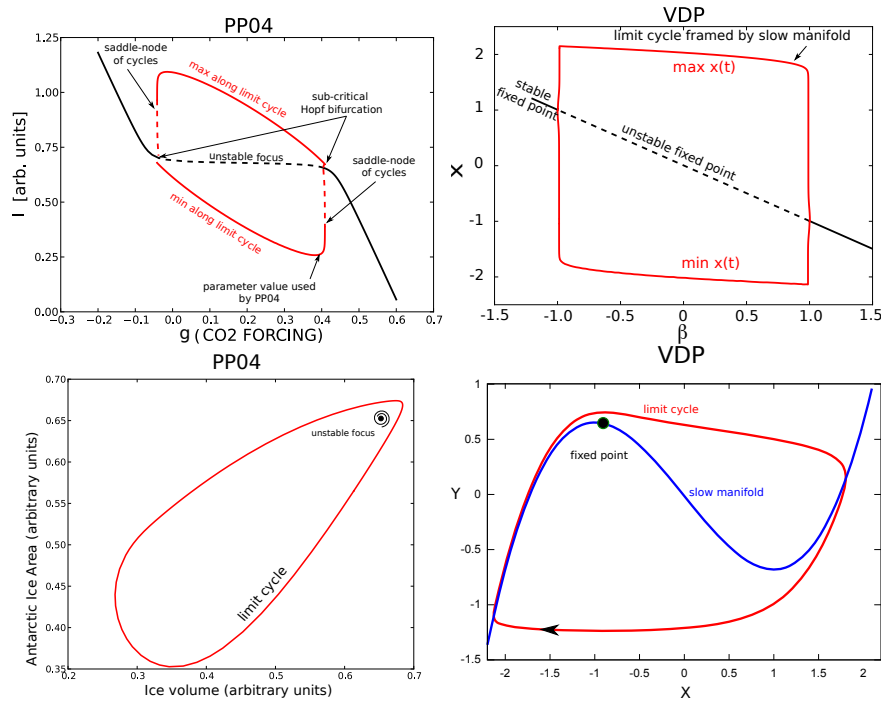 PP04
1.25
1.00
0.75
0.50
0.25
0.00
I [arb. units]
saddle-node
of cycles
max along limit cycle
sub-critical
Hopf bifurcation
unstable focus
saddle-node
of cycles
min along limit cycle
parameter value used
by PP04
−0.3 −0.2 −0.1 0.0 0.1 0.2 0.3 0.4 0.5 0.6 0.7
g (CO2 FORCING)
VDP
limit cycle framed by slow manifold
2
1
0
-1
-2
X
max x(t)
stable
fixed point
unstable fixed point
min x(t)
-1.5 -1.0 -0.5 0 0.5 1.0 1.5
β
PP04
0.70
0.65
0.60
0.55
0.50
0.45
0.40
0.35
Antarctic Ice Area (arbitrary units)
unstable focus
limit cycle
0.2 0.3 0.4 0.5 0.6 0.7
Ice volume (arbitrary units)
VDP
1
0.5
0
-0.5
-1
-1.5
Y
limit cycle
fixed point
slow manifold
-2 -1.5 -1 -0.5 0 0.5 1 1.5 2
X